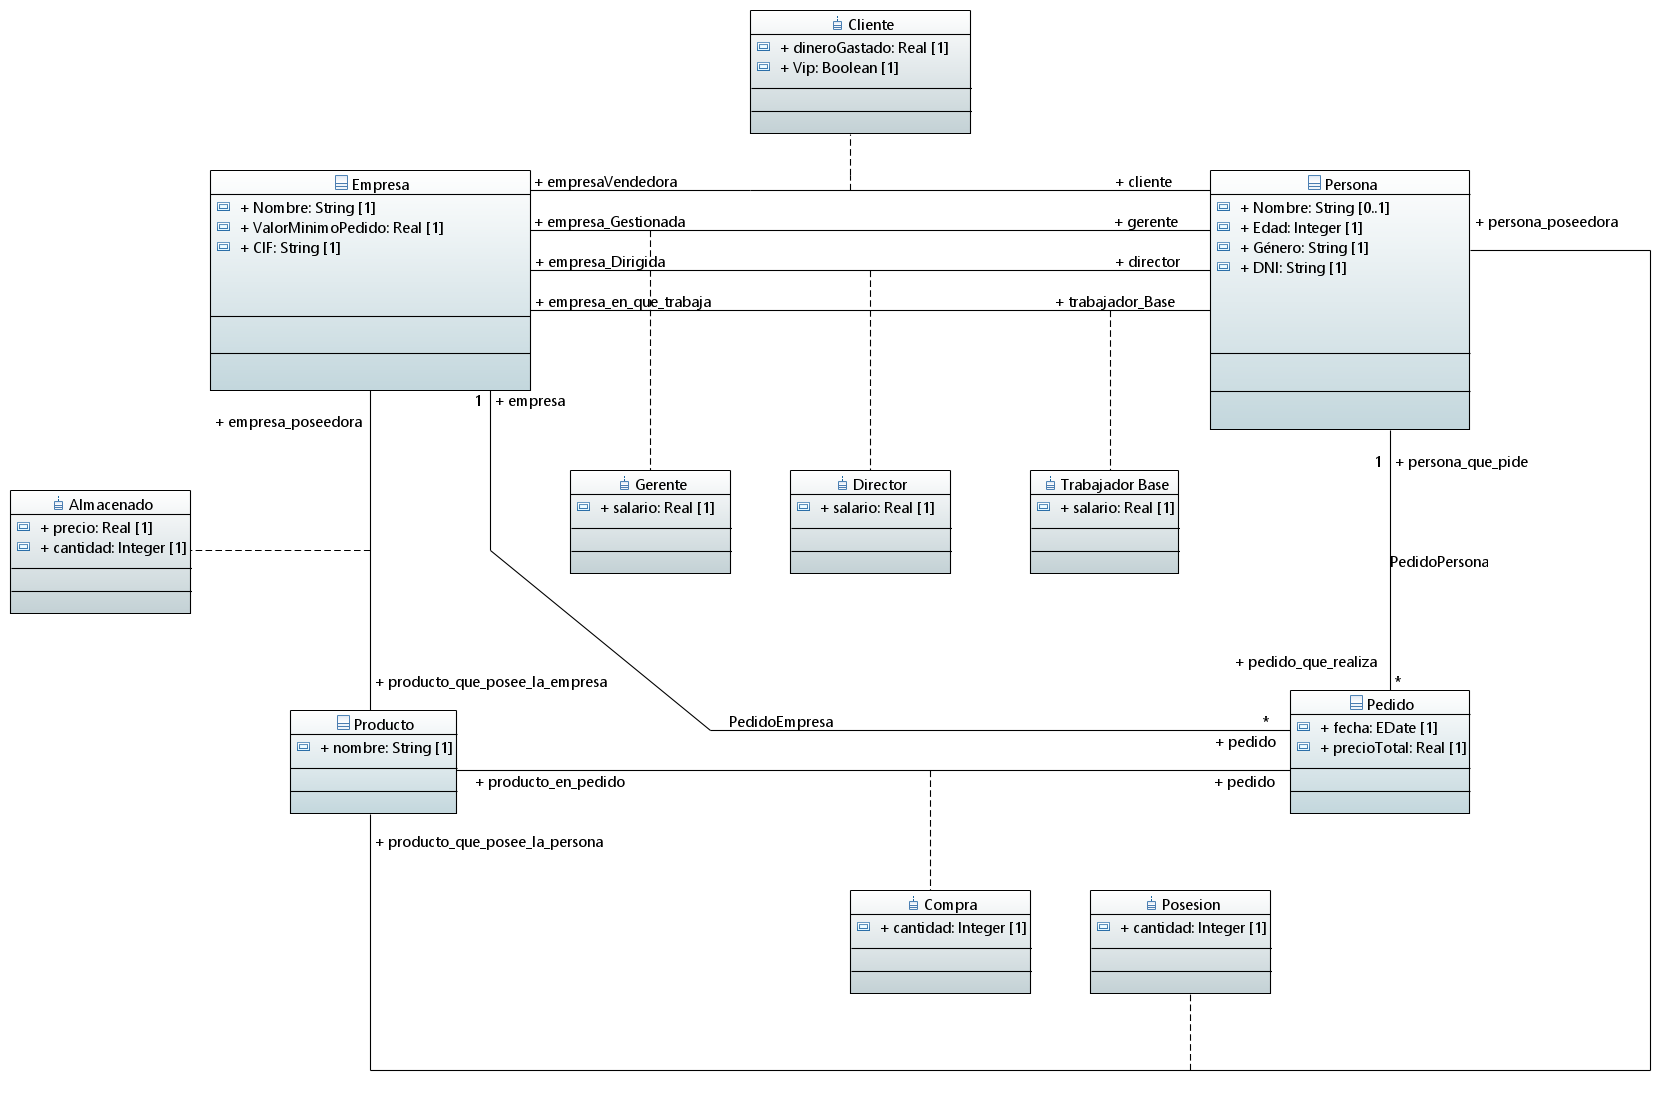 Cliente
+ dineroGastado: Real [1]
+ Vip: Boolean [1]
Empresa
+ Nombre: String [1]
+ ValorMinimoPedido: Real [1]
+ CIF: String [1]
+ empresaVendedora
+ cliente
+ empresa_Gestionada
+ gerente
+ empresa_Dirigida
+ director
+ empresa_en_que_trabaja
+ trabajador_Base
Persona
+ Nombre: String [0..1]
+ Edad: Integer [1]
+ Género: String [1]
+ DNI: String [1]
+ persona_poseedora
1
+ empresa
+ empresa_poseedora
1
+ persona_que_pide
Almacenado
+ precio: Real [1]
+ cantidad: Integer [1]
Gerente
+ salario: Real [1]
Director
+ salario: Real [1]
Trabajador Base
+ salario: Real [1]
PedidoPersona
+ pedido_que_realiza
*
+ producto_que_posee_la_empresa
Producto
+ nombre: String [1]
PedidoEmpresa
*
+ pedido
Pedido
+ fecha: EDate [1]
+ precioTotal: Real [1]
+ producto_en_pedido
+ pedido
+ producto_que_posee_la_persona
Compra
+ cantidad: Integer [1]
Posesion
+ cantidad: Integer [1]